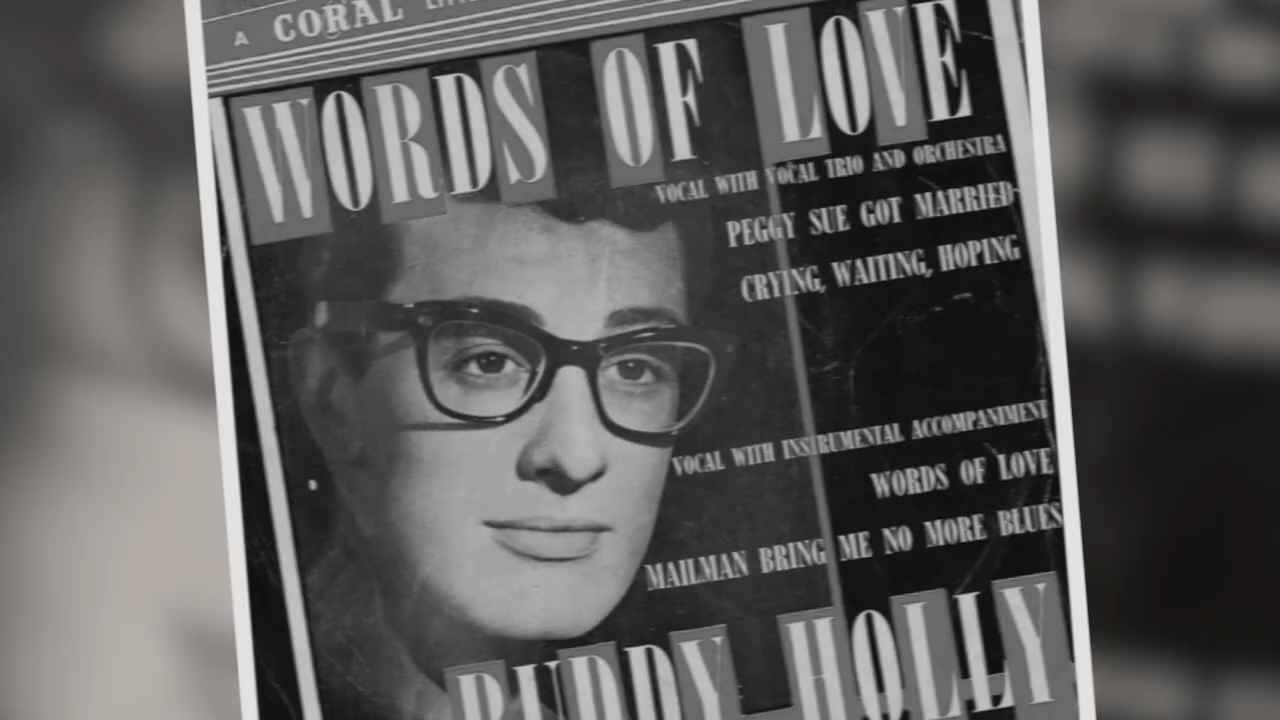 A CORAL
WORDS OF LOVE
VOCAL WITH VOCAL TRIO AND ORCHESTRA
PEGGY SUE GOT MARRIED
CRYING, WAITING, HOPING
VOCAL WITH INSTRUMENTAL ACCOMPANIMENT
WORDS OF LOVE
MAILMAN BRING ME NO MORE BLUES
BUDDY HOLLY